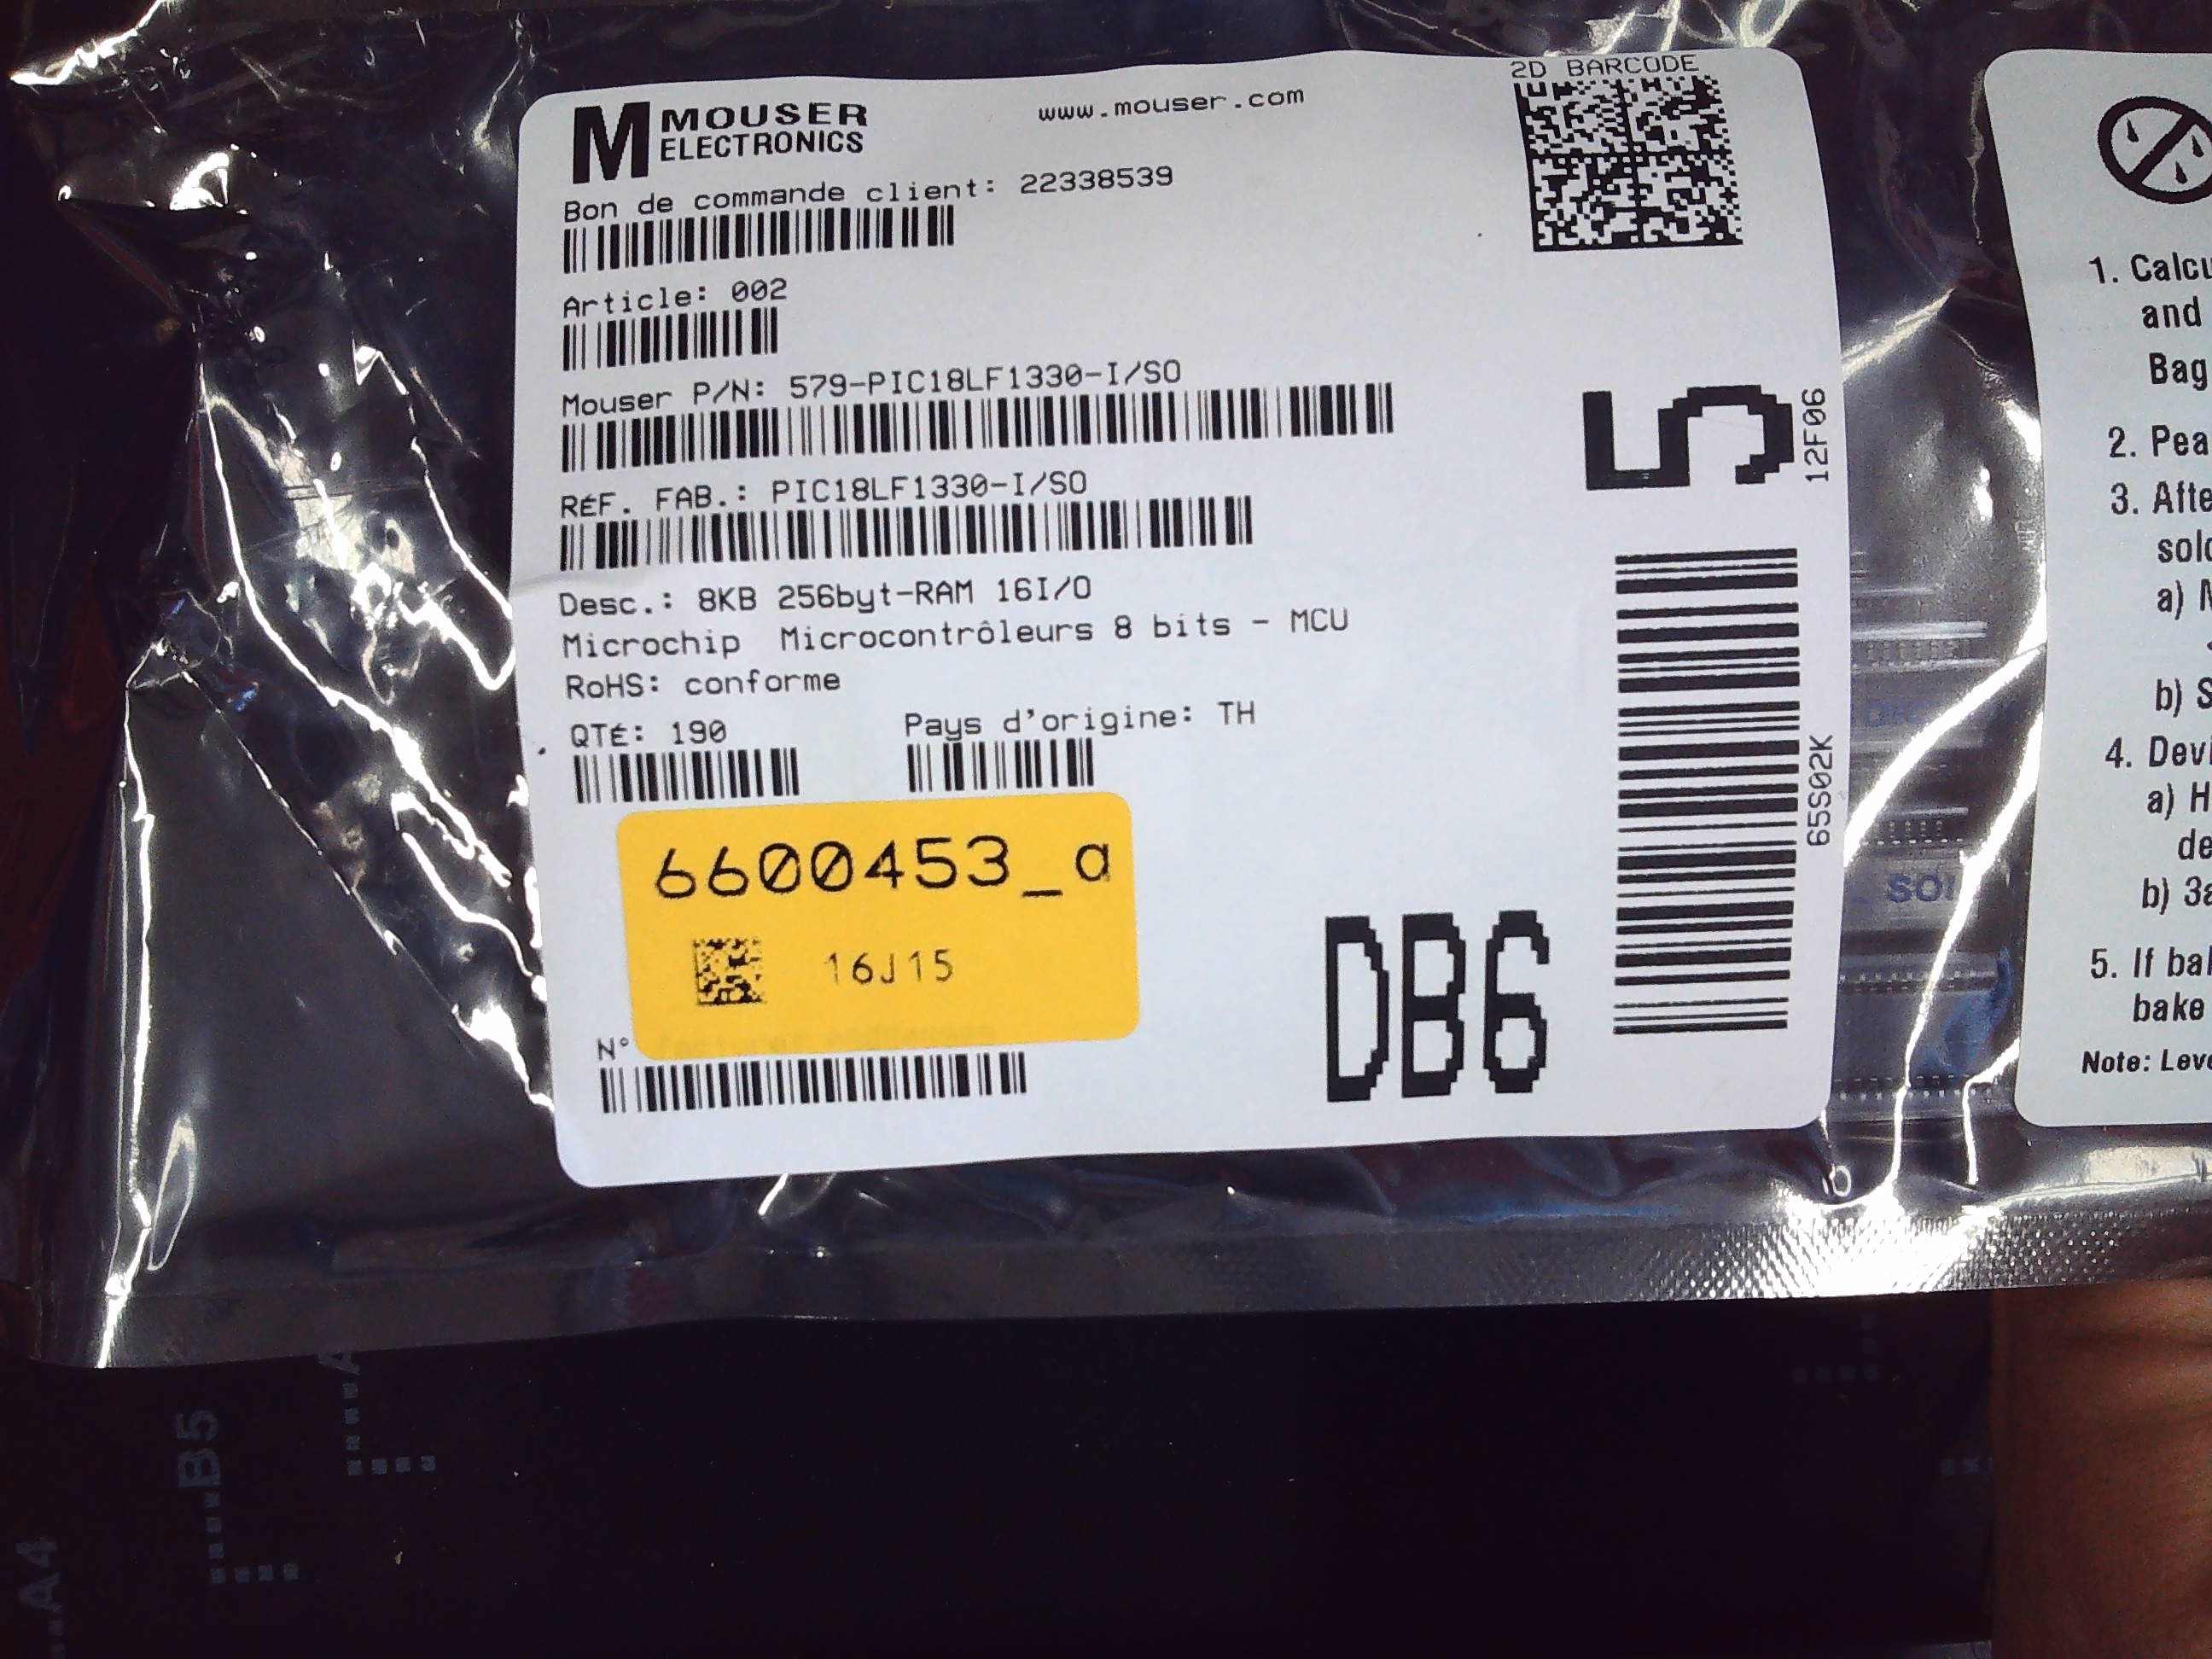 MOUSER
ELECTRONICS
www.mouser.com
2D BARCODE
Bon de commande client: 22338539
Article: 002
Mouser P/N: 579-PIC18LF1330-I/SO
RÉF. FAB.: PIC18LF1330-I/SO
Desc.: 8KB 256byt-RAM 16I/O
Microchip Microcontrôleurs 8 bits - MCU
RoHS: conforme
QTÉ: 190
Pays d'origine: TH
6600453_a
16J15
N°
DB6
5
12F06
65S02K
1. Calcu
and
Bag
2. Pea
3. Afte
sold
a) M
b) S
4. Devi
a) H
de
b) 3a
5. If bak
bake
Note: Leve
B5
A4